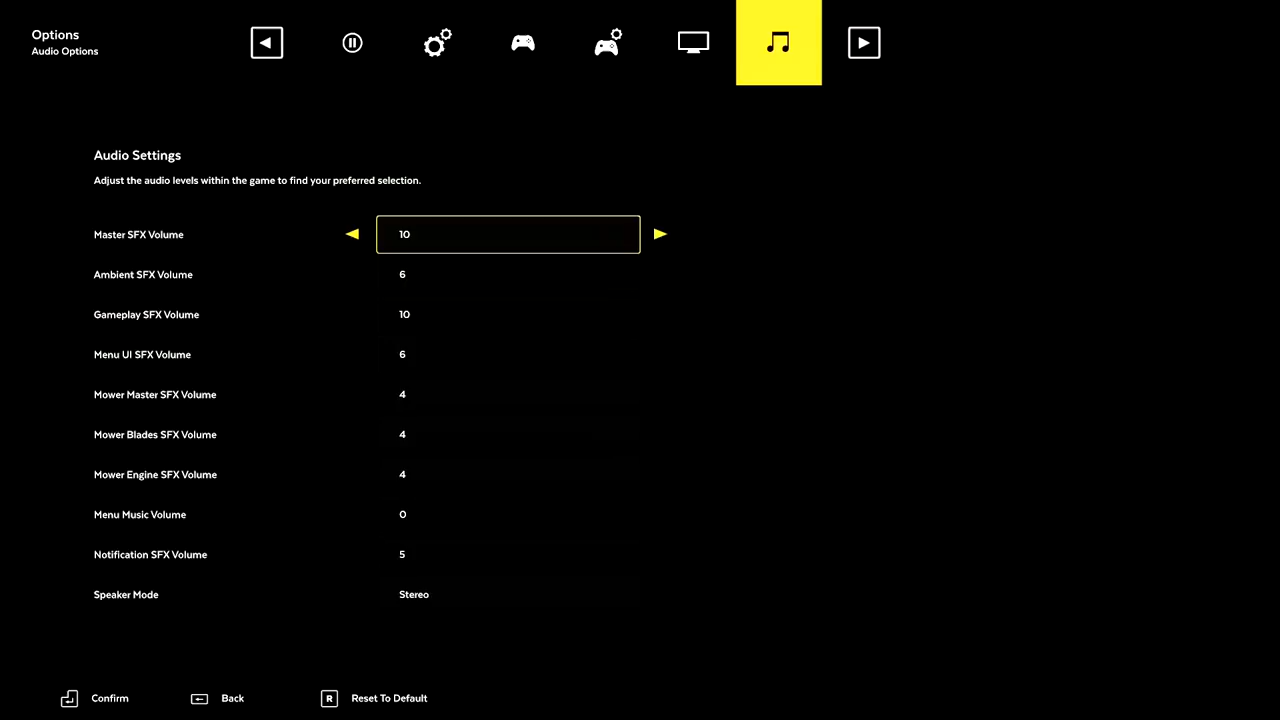 Options
Audio Options
Audio Settings
Adjust the audio levels within the game to find your preferred selection.
Master SFX Volume 10
Ambient SFX Volume 6
Gameplay SFX Volume 10
Menu UI SFX Volume 6
Mower Master SFX Volume 4
Mower Blades SFX Volume 4
Mower Engine SFX Volume 4
Menu Music Volume 0
Notification SFX Volume 5
Speaker Mode Stereo
Confirm Back R Reset To Default